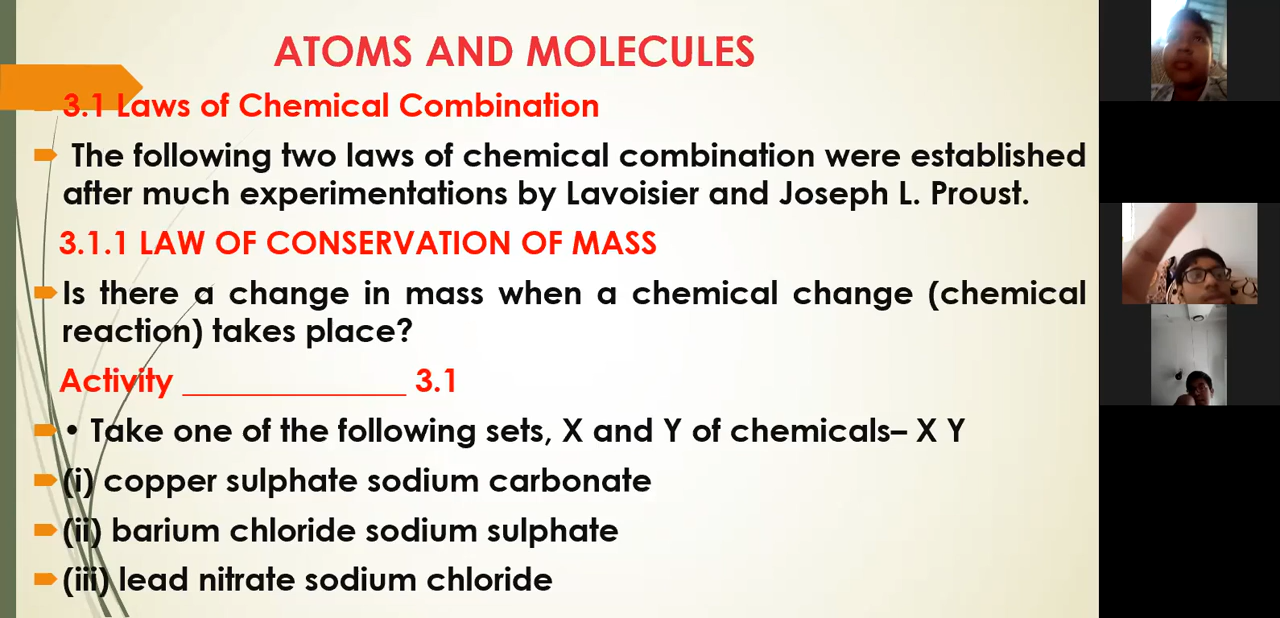 ATOMS AND MOLECULES
3.1 Laws of Chemical Combination
The following two laws of chemical combination were established
after much experimentations by Lavoisier and Joseph L. Proust.
3.1.1 LAW OF CONSERVATION OF MASS
Is there a change in mass when a chemical change (chemical
reaction) takes place?
Activity ______________ 3.1
• Take one of the following sets, X and Y of chemicals– X Y
(i) copper sulphate sodium carbonate
(ii) barium chloride sodium sulphate
(iii) lead nitrate sodium chloride